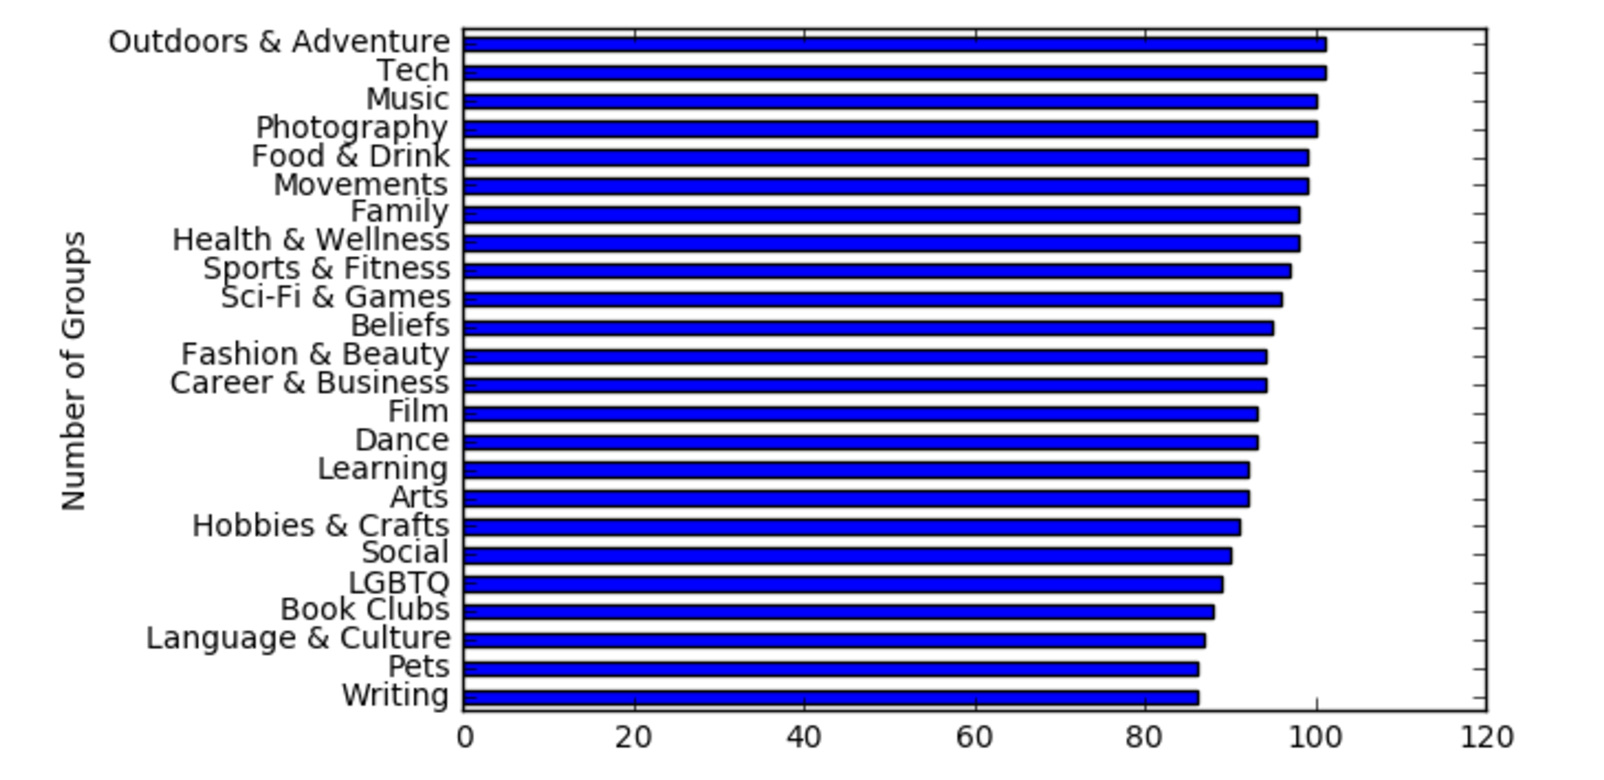 Outdoors & Adventure
Tech
Music
Photography
Food & Drink
Movements
Family
Health & Wellness
Sports & Fitness
Sci-Fi & Games
Beliefs
Fashion & Beauty
Career & Business
Film
Dance
Learning
Arts
Hobbies & Crafts
Social
LGBTQ
Book Clubs
Language & Culture
Pets
Writing
Number of Groups
0 20 40 60 80 100 120